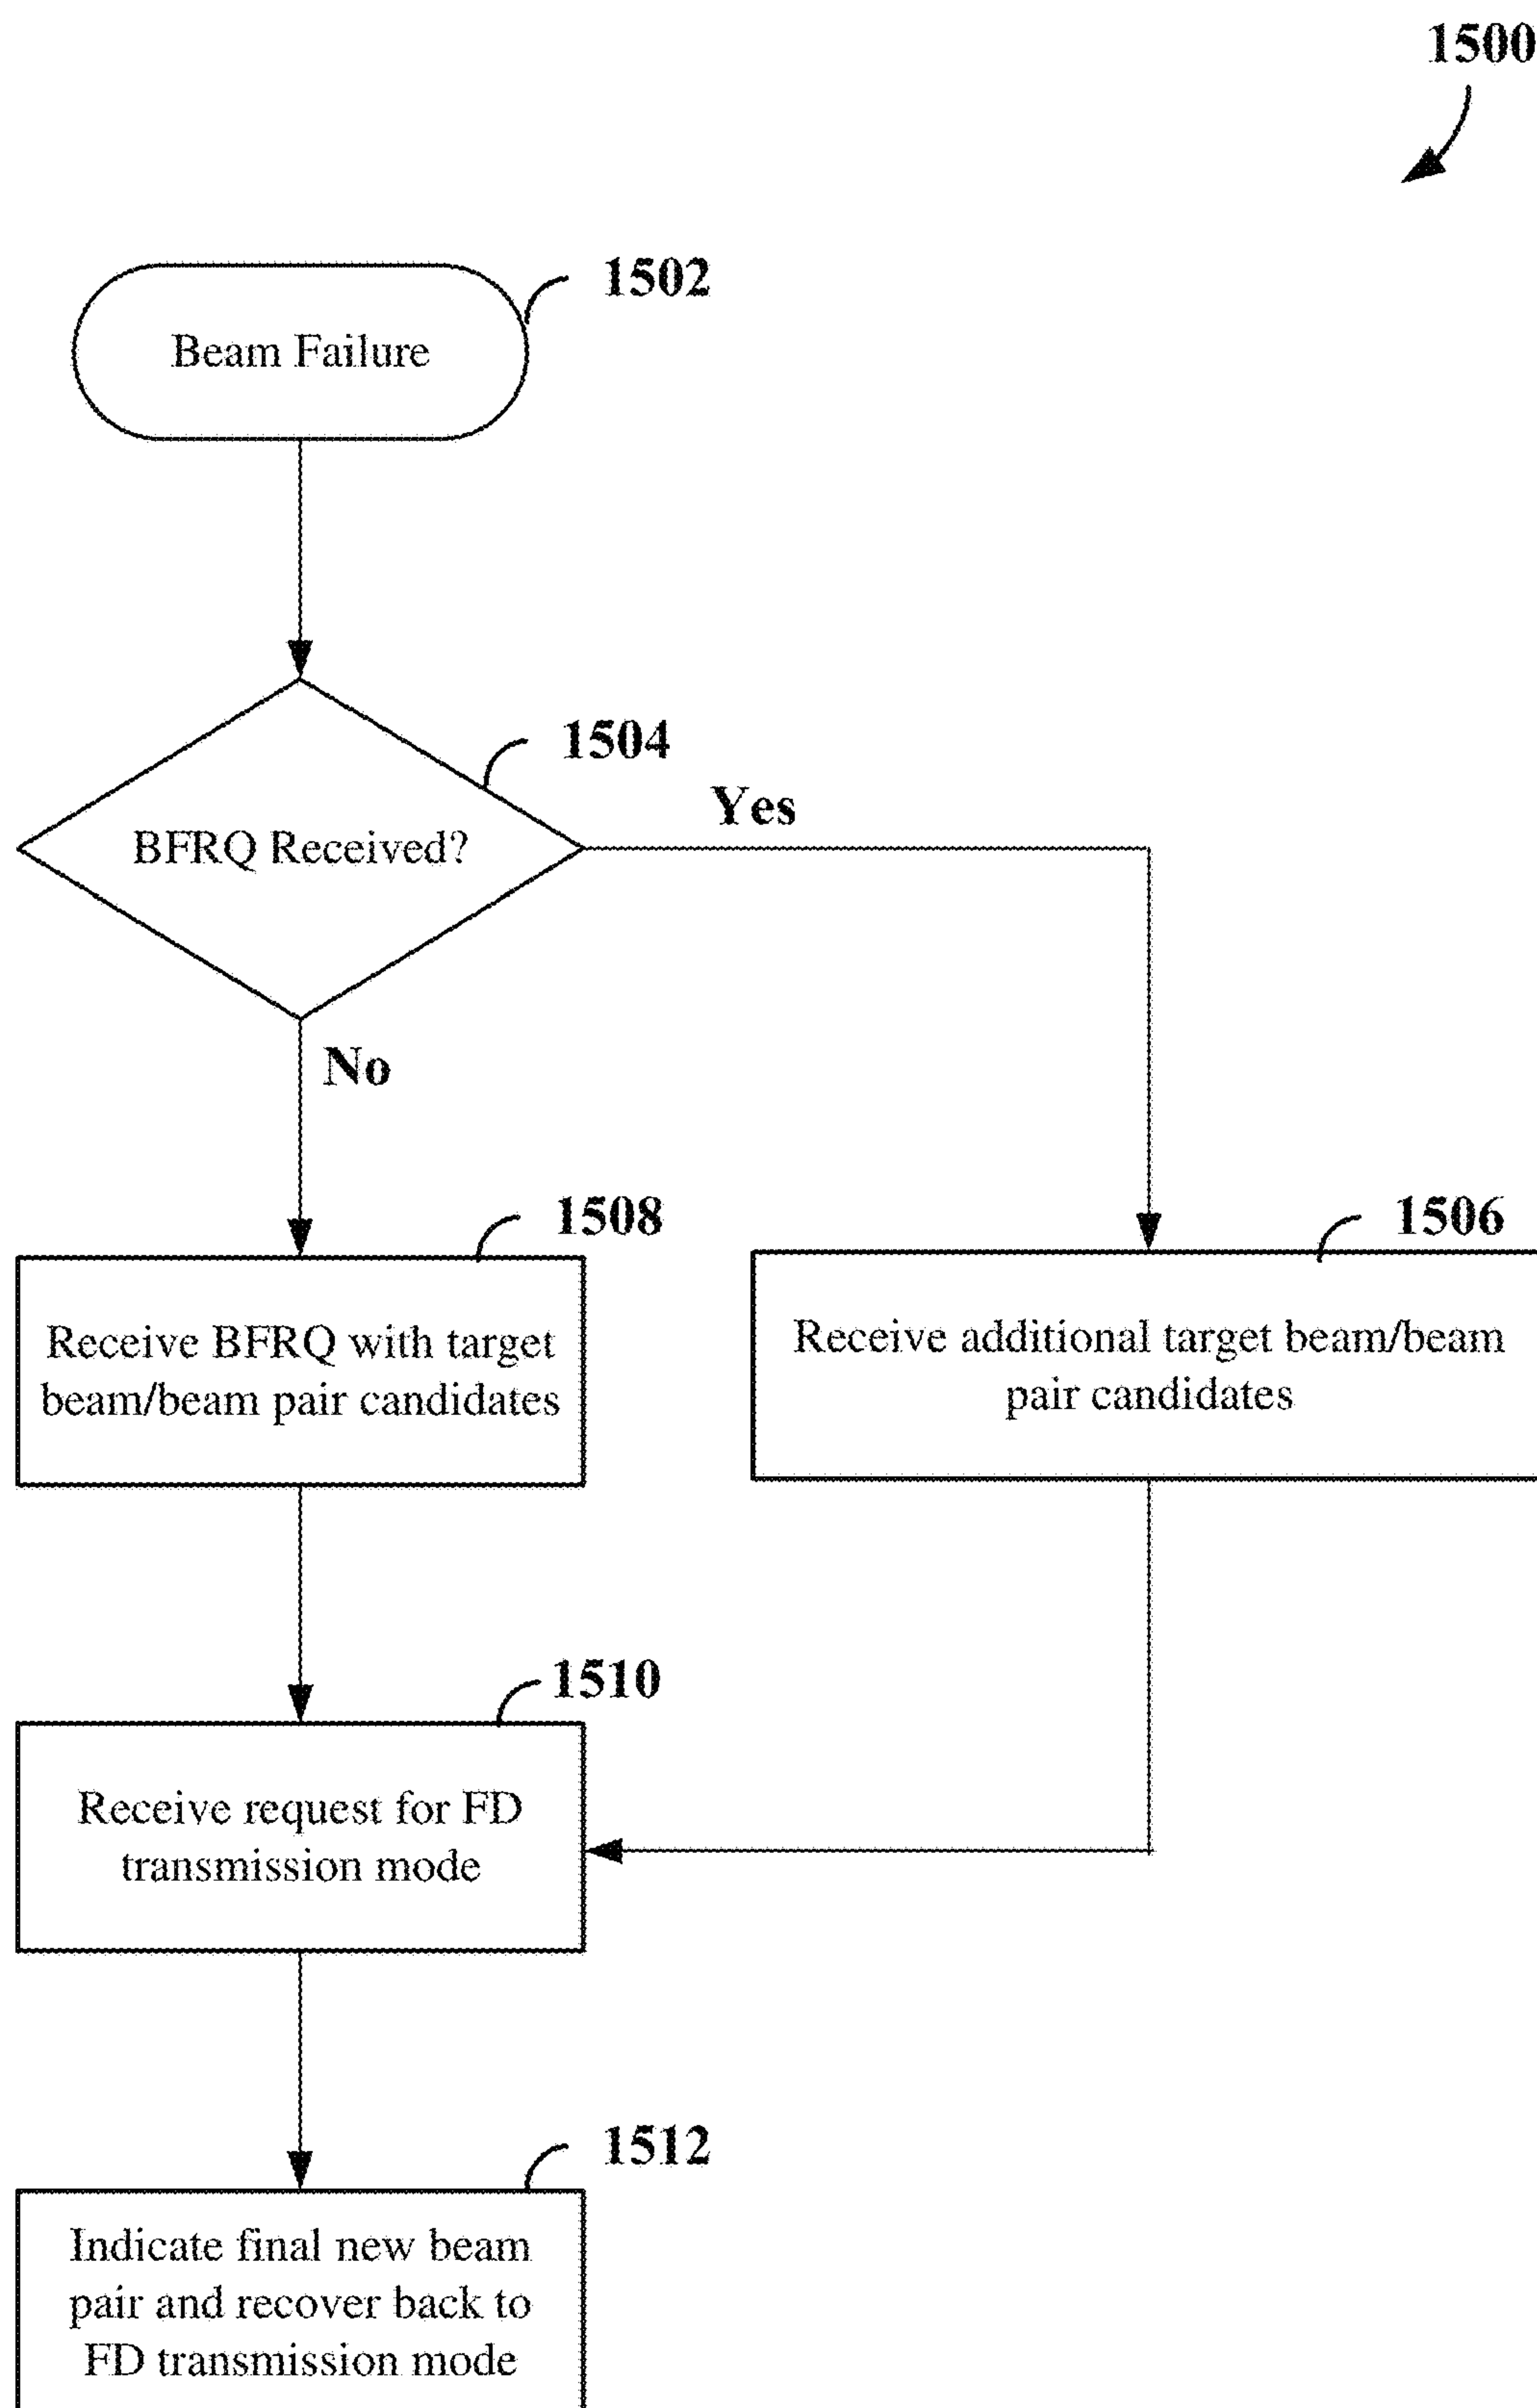 1500
1502
Beam Failure
1504
Yes
BFRQ Received?
No
1508
1506
Receive BFRQ with target
beam/beam pair candidates
Receive additional target beam/beam
pair candidates
1510
Receive request for FD
transmission mode
1512
Indicate final new beam
pair and recover back to
FD transmission mode